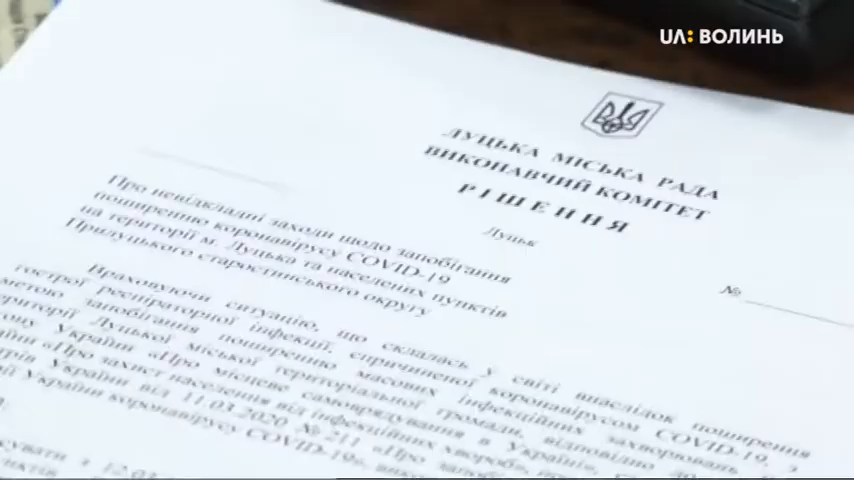 UA: ВОЛИНЬ
ЛУЦЬКА МІСЬКА РАДА
ВИКОНАВЧИЙ КОМІТЕТ
РІШЕННЯ
Луцьк
№
Про невідкладні заходи щодо запобігання
поширенню коронавірусу COVID-19
на території м. Луцька та населених пунктів
Прилуцького старостинського округу
Враховуючи ситуацію, що склалась у світі внаслідок поширення
гострої респіраторної інфекції, спричиненої коронавірусом COVID-19, з
метою запобігання поширенню масових інфекційних захворювань
території Луцької міської територіальної громади, відповідно до
України «Про місцеве самоврядування в Україні»,
«Про захист населення від інфекційних хвороб»,
України від 11.03.2020 № 211 «Про
України коронавірусу COVID-19»,
12.03